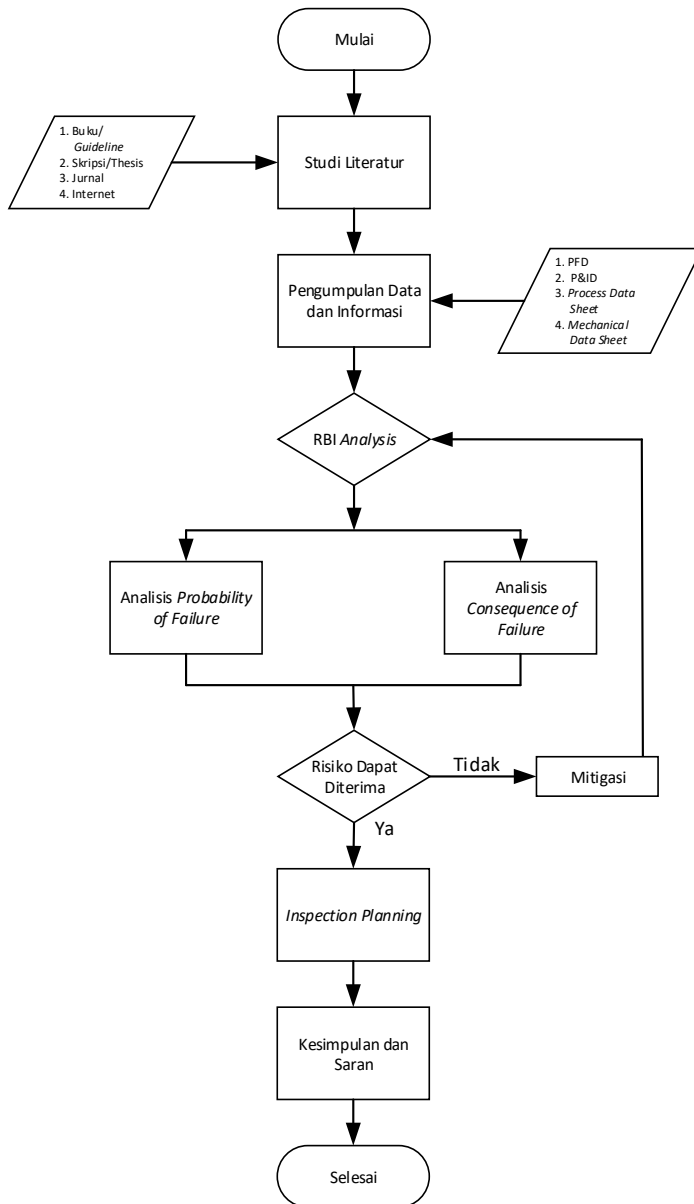 Mulai
1. Buku/
Guideline
2. Skripsi/Thesis
3. Jurnal
4. Internet
Studi Literatur
Pengumpulan Data
dan Informasi
1. PFD
2. P&ID
3. Process Data
Sheet
4. Mechanical
Data Sheet
RBI Analysis
Analisis Probability
of Failure
Analisis
Consequence of
Failure
Risiko Dapat
Diterima
Tidak
Mitigasi
Ya
Inspection Planning
Kesimpulan dan
Saran
Selesai